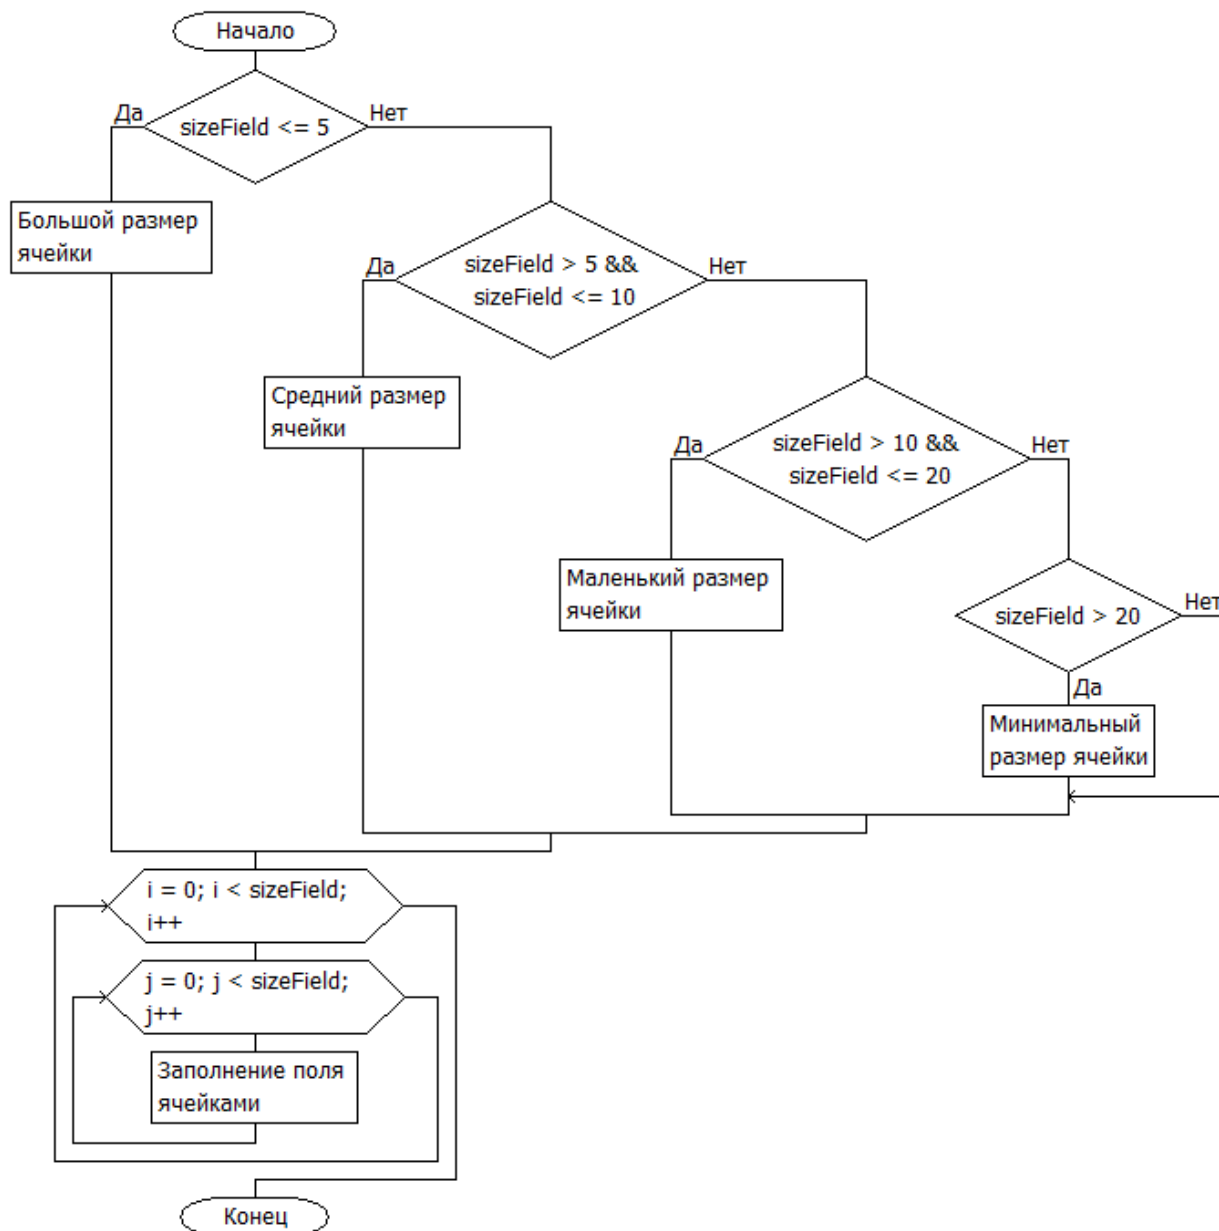 Начало
Да
Нет
sizeField <= 5
Большой размер
ячейки
Да
Нет
sizeField > 5 &&
sizeField <= 10
Средний размер
ячейки
Да
Нет
sizeField > 10 &&
sizeField <= 20
Маленький размер
ячейки
Нет
sizeField > 20
Да
Минимальный
размер ячейки
i = 0; i < sizeField;
i++
j = 0; j < sizeField;
j++
Заполнение поля
ячейками
Конец